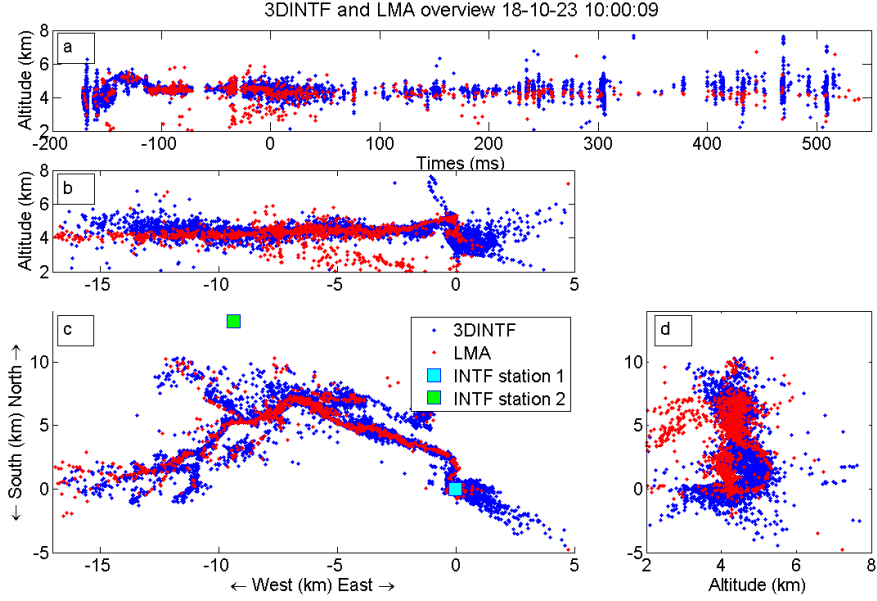 3DINTF and LMA overview 18-10-23 10:00:09
a
Altitude (km)
8
6
4
2
-200 -100 0 100 200 300 400 500
Times (ms)
b
Altitude (km)
8
6
4
2
-15 -10 -5 0 5
c
← South (km) North →
10
5
0
-5
-15 -10 -5 0 5
← West (km) East →
3DINTF
LMA
INTF station 1
INTF station 2
d
10
5
0
-5
2 4 6 8
Altitude (km)